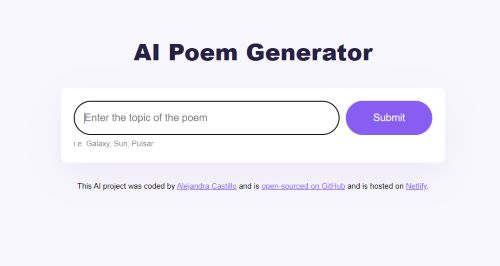 AI Poem Generator
Enter the topic of the poem
Submit
i.e. Galaxy, Sun, Pulsar
This AI project was coded by Alejandra Castillo and is open-sourced on GitHub and is hosted on Netlify.